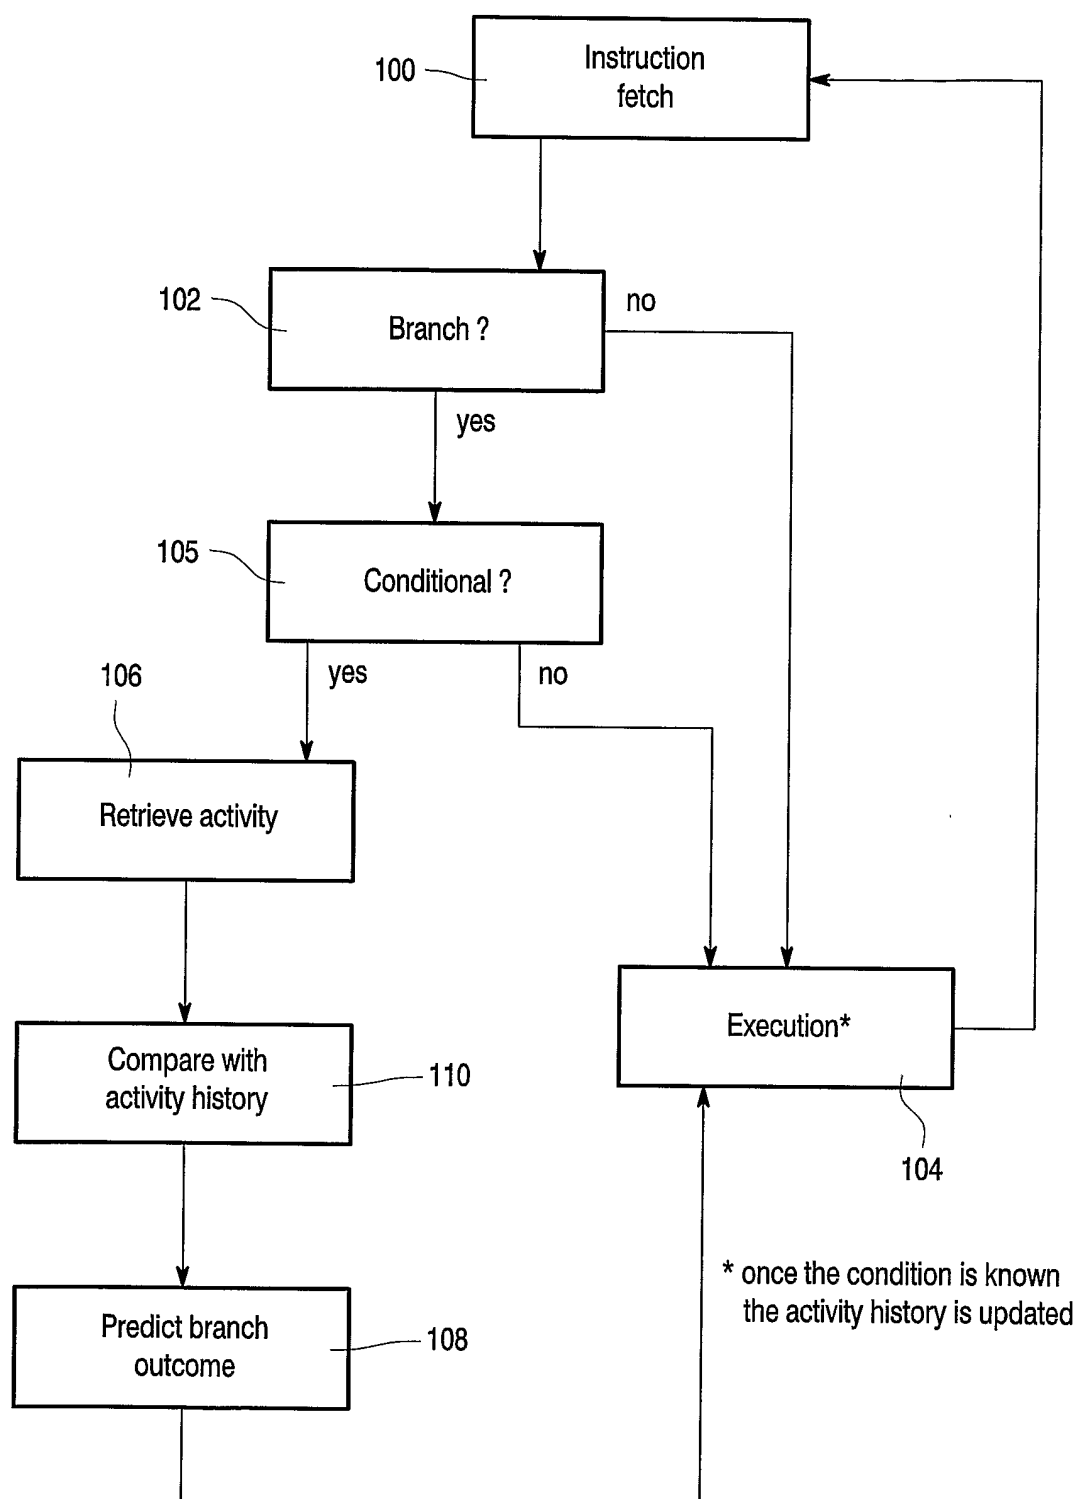 Instruction
fetch
100
102
Branch ?
no
yes
105
Conditional ?
106
yes
no
Retrieve activity
Compare with
activity history
110
Execution*
104
* once the condition is known
the activity history is updated
Predict branch
outcome
108